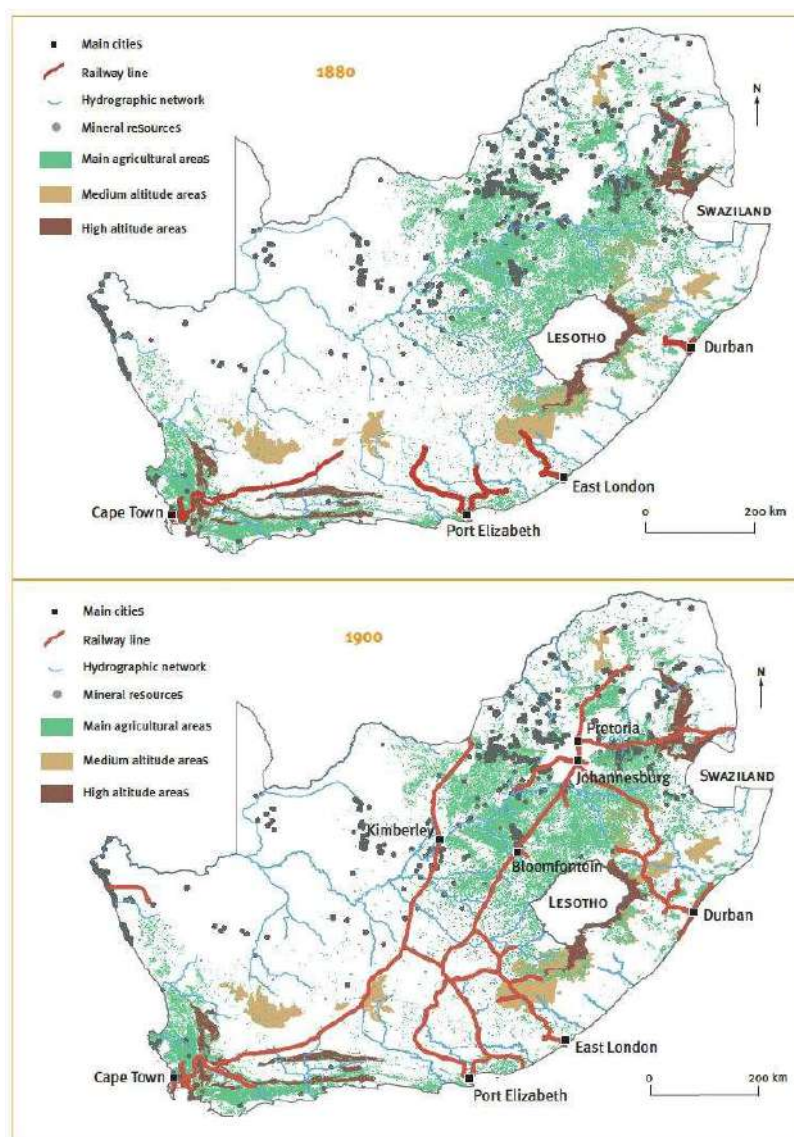 Main cities
1880
Railway line
Hydrographic network
N
Mineral resources
Main agricultural areas
Medium altitude areas
SWAZILAND
High altitude areas
LESOTHO
Durban
East London
Cape Town
Port Elizabeth
0 200 km
Main cities
1900
Railway line
Hydrographic network
N
Mineral resources
Main agricultural areas
Pretoria
Medium altitude areas
Johannesburg
SWAZILAND
High altitude areas
Kimberley
Bloomfontein
LESOTHO
Durban
East London
Cape Town
Port Elizabeth
0 200 km